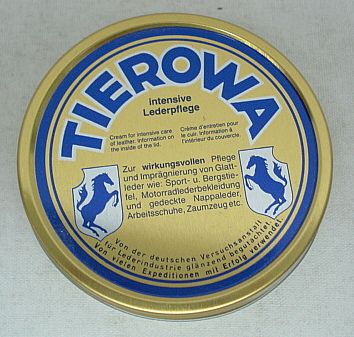 TIEROWA
intensive
Lederpflege
Cream for intensive care
of leather, information on
the inside of the lid.
Crème d'entretien pour
le cuir. Information à
l'intérieur du couvercle.
Zur wirkungsvollen Pflege
und Imprägnierung von Glatt-
leder wie: Sport- u. Bergstie-
fel, Motorradlederbekleidung
und gedeckte Nappaleder,
Arbeitsschuhe, Zaumzeug etc.
Von der deutschen Versuchsanstalt
für Lederindustrie glänzend begutachtet.
Von vielen Expeditionen mit Erfolg verwendet.